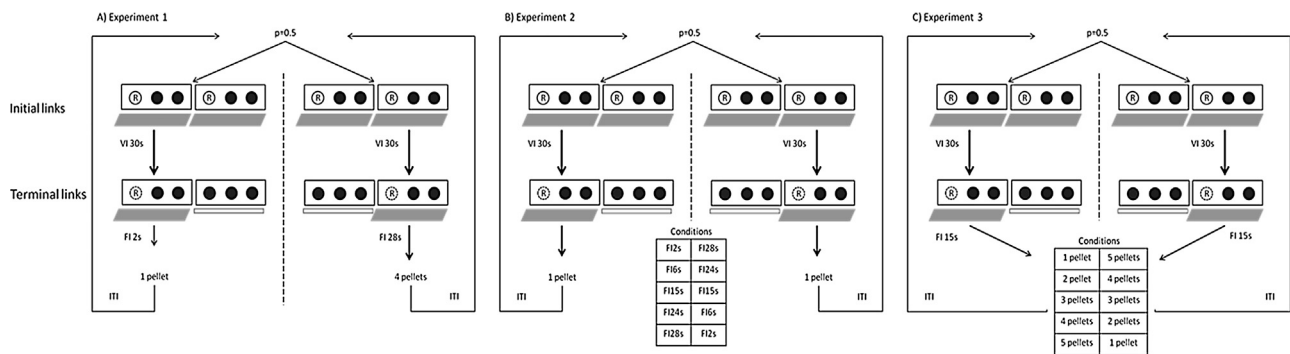 A) Experiment 1
p=0.5
Initial links
R R R R
VI 30s VI 30s
Terminal links
R R
FI 2s FI 28s
1 pellet 4 pellets
ITI ITI
B) Experiment 2
p=0.5
R R R R
VI 30s VI 30s
R R
Conditions
FI2s FI28s
FI6s FI24s
FI15s FI15s
FI24s FI6s
FI28s FI2s
1 pellet 1 pellet
ITI ITI
C) Experiment 3
p=0.5
R R R R
VI 30s VI 30s
R R
FI 15s FI 15s
Conditions
1 pellet 5 pellets
2 pellet 4 pellets
3 pellets 3 pellets
4 pellets 2 pellets
5 pellets 1 pellet
ITI ITI